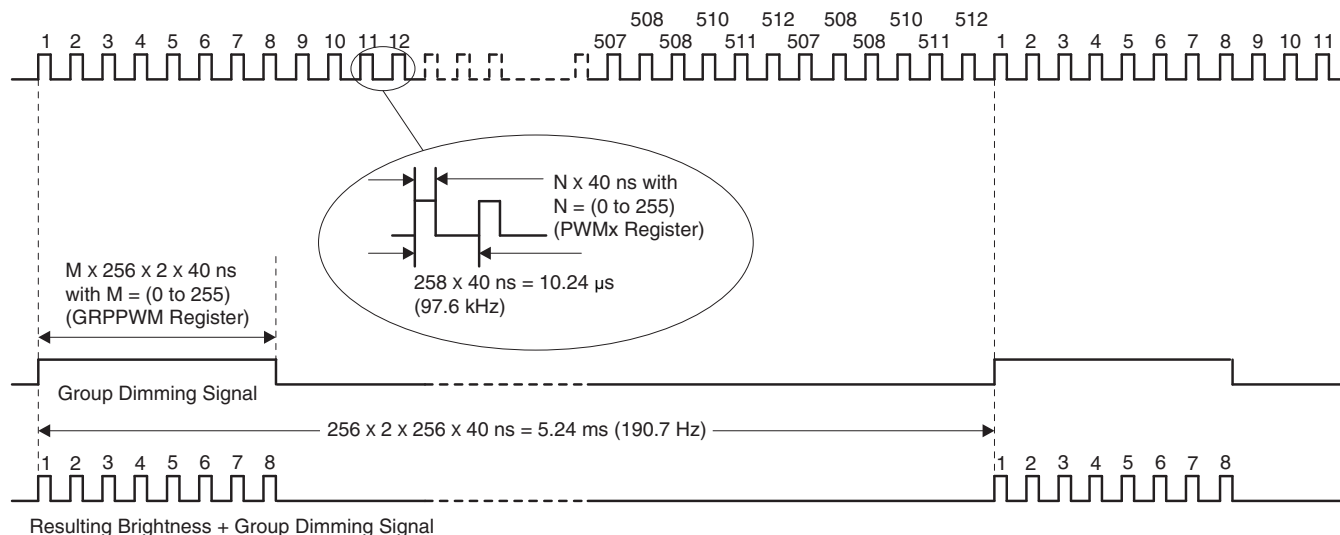 508 510 512 508 510 512
1 2 3 4 5 6 7 8 9 10 11 12 507 508 511 507 508 511 1 2 3 4 5 6 7 8 9 10 11
N x 40 ns with
N = (0 to 255)
(PWMx Register)
258 x 40 ns = 10.24 µs
(97.6 kHz)
M x 256 x 2 x 40 ns
with M = (0 to 255)
(GRPPWM Register)
Group Dimming Signal
256 x 2 x 256 x 40 ns = 5.24 ms (190.7 Hz)
1 2 3 4 5 6 7 8 1 2 3 4 5 6 7 8
Resulting Brightness + Group Dimming Signal